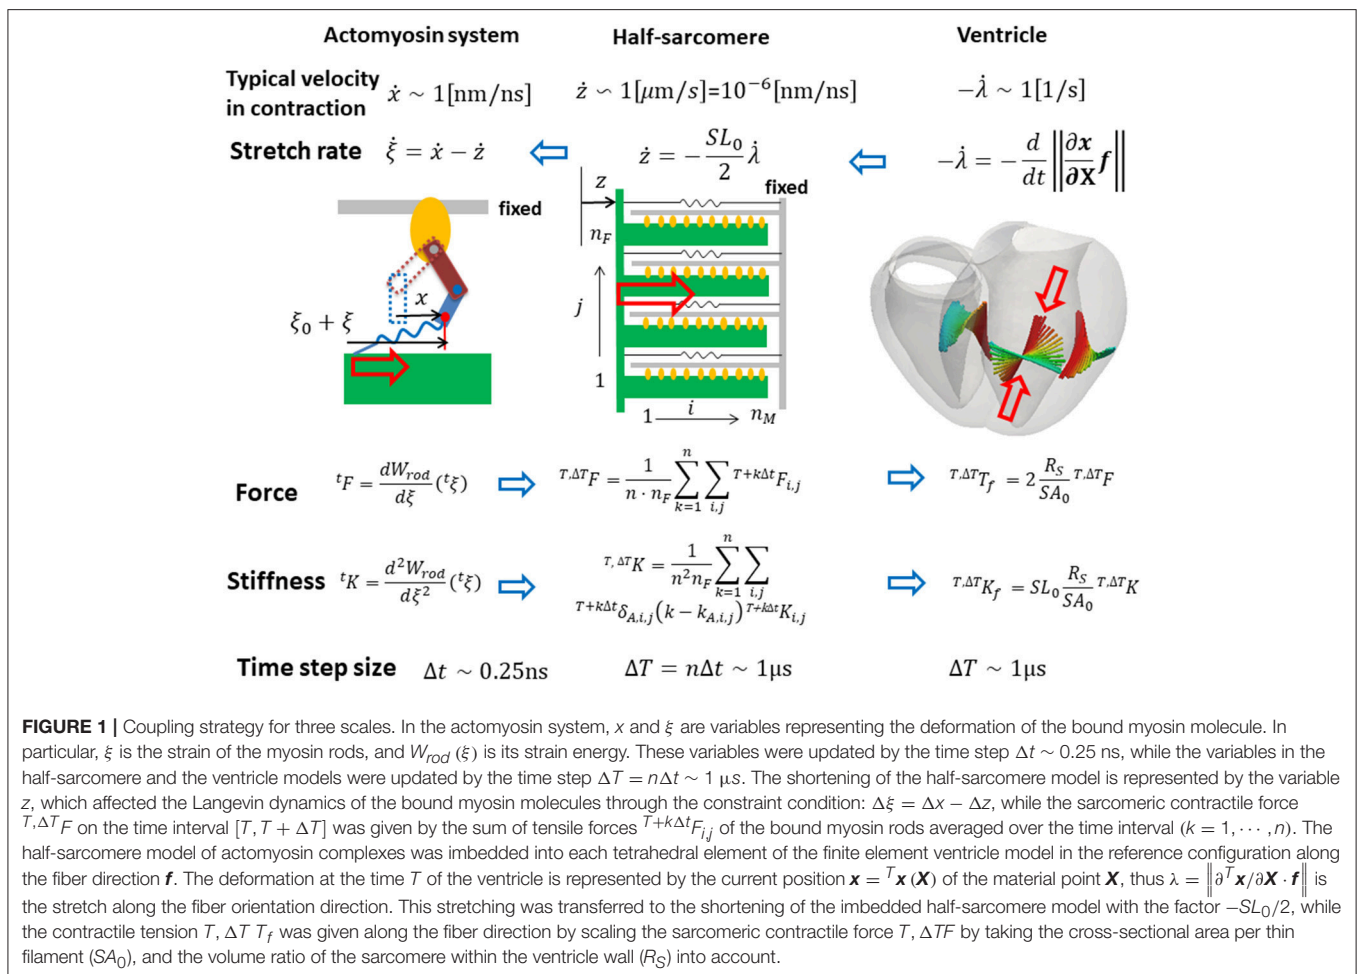 Actomyosin system Half-sarcomere Ventricle
Typical velocity in contraction ẋ ∼ 1[nm/ns] ż ∽ 1[μm/s]=10⁻⁶[nm/ns] −λ̇ ∼ 1[1/s]
Stretch rate ξ̇ = ẋ − ż ż = −(SL₀/2)λ̇ −λ̇ = −d/dt ‖∂x/∂X f‖
fixed
x
ξ₀ + ξ
z
fixed
n_F
j
1
1 i n_M
Force ᵗF = dW_rod/dξ (ᵗξ) ^{T,ΔT}F = 1/(n · n_F) ∑_{k=1}^{n} ∑_{i,j} ^{T+kΔt}F_{i,j} ^{T,ΔT}T_f = 2 R_S/SA₀ ^{T,ΔT}F
Stiffness ᵗK = d²W_rod/dξ² (ᵗξ) ^{T,ΔT}K = 1/(n²n_F) ∑_{k=1}^{n} ∑_{i,j} ^{T+kΔt}δ_{A,i,j}(k − k_{A,i,j}) ^{T+kΔt}K_{i,j} ^{T,ΔT}K_f = SL₀ R_S/SA₀ ^{T,ΔT}K
Time step size Δt ∼ 0.25ns ΔT = nΔt ∼ 1μs ΔT ∼ 1μs
FIGURE 1 | Coupling strategy for three scales. In the actomyosin system, x and ξ are variables representing the deformation of the bound myosin molecule. In
particular, ξ is the strain of the myosin rods, and W_rod (ξ) is its strain energy. These variables were updated by the time step Δt ∼ 0.25 ns, while the variables in the
half-sarcomere and the ventricle models were updated by the time step ΔT = nΔt ∼ 1 μs. The shortening of the half-sarcomere model is represented by the variable
z, which affected the Langevin dynamics of the bound myosin molecules through the constraint condition: Δξ = Δx − Δz, while the sarcomeric contractile force
^{T,ΔT}F on the time interval [T, T + ΔT] was given by the sum of tensile forces ^{T+kΔt}F_{i,j} of the bound myosin rods averaged over the time interval (k = 1, ··· , n). The
half-sarcomere model of actomyosin complexes was imbedded into each tetrahedral element of the finite element ventricle model in the reference configuration along
the fiber direction f. The deformation at the time T of the ventricle is represented by the current position x = ᵀx (X) of the material point X, thus λ = ‖∂ᵀx/∂X · f‖ is
the stretch along the fiber orientation direction. This stretching was transferred to the shortening of the imbedded half-sarcomere model with the factor −SL₀/2, while
the contractile tension T, ΔT T_f was given along the fiber direction by scaling the sarcomeric contractile force T, ΔTF by taking the cross-sectional area per thin
filament (SA₀), and the volume ratio of the sarcomere within the ventricle wall (R_S) into account.